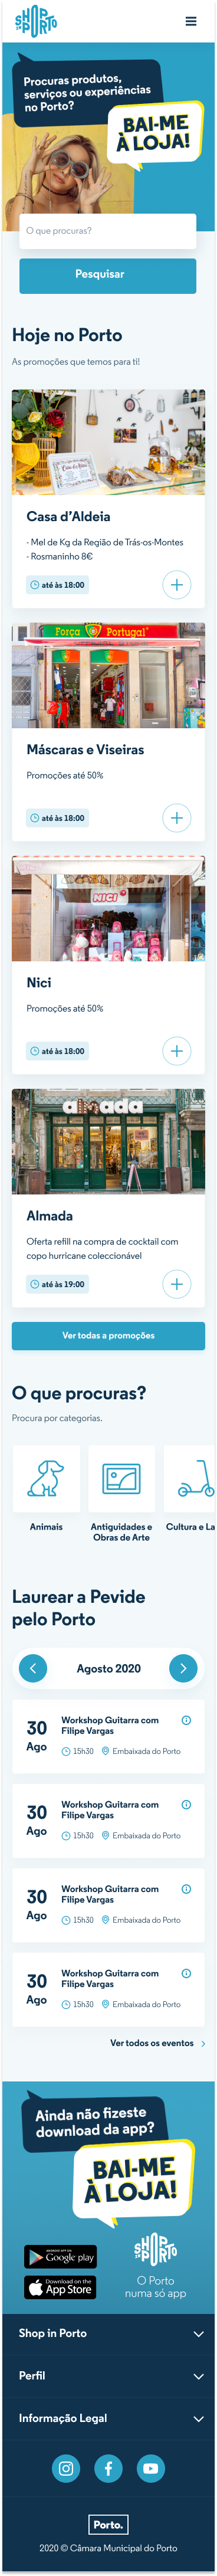 SHOP
IN
PORTO
Procuras produtos,
serviços ou experiências
no Porto?
BAI-ME
À LOJA!
O que procuras?
Pesquisar
Hoje no Porto
As promoções que temos para ti!
Casa d'Aldeia
- Mel de Kg da Região de Trás-os-Montes
- Rosmaninho 8€
até às 18:00
Força Portugal
Máscaras e Viseiras
Promoções até 50%
até às 18:00
NICI
Nici
Promoções até 50%
até às 18:00
almada
Almada
Oferta refill na compra de cocktail com
copo hurricane coleccionável
até às 19:00
Ver todas a promoções
O que procuras?
Procura por categorias.
Animais
Antiguidades e
Obras de Arte
Cultura e La
Laurear a Pevide
pelo Porto
Agosto 2020
30
Ago
Workshop Guitarra com
Filipe Vargas
15h30 Embaixada do Porto
30
Ago
Workshop Guitarra com
Filipe Vargas
15h30 Embaixada do Porto
30
Ago
Workshop Guitarra com
Filipe Vargas
15h30 Embaixada do Porto
30
Ago
Workshop Guitarra com
Filipe Vargas
15h30 Embaixada do Porto
Ver todos os eventos
Ainda não fizeste
download da app?
BAI-ME
À LOJA!
Google play
Download on the
App Store
SHOP
IN
PORTO
O Porto
numa só app
Shop in Porto
Perfil
Informação Legal
Porto.
2020 © Câmara Municipal do Porto